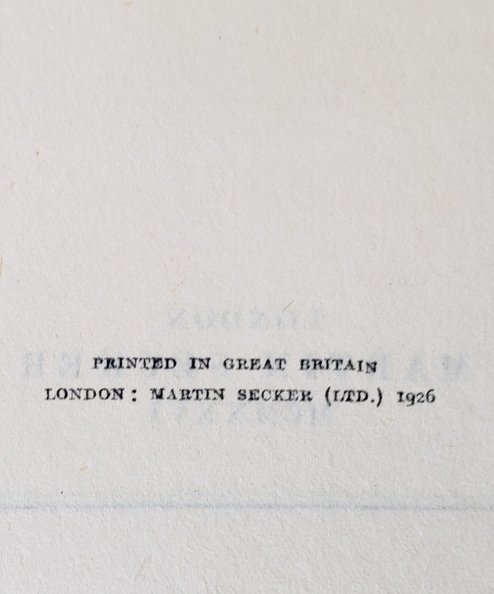 PRINTED IN GREAT BRITAIN
LONDON: MARTIN SECKER (LTD.) 1926